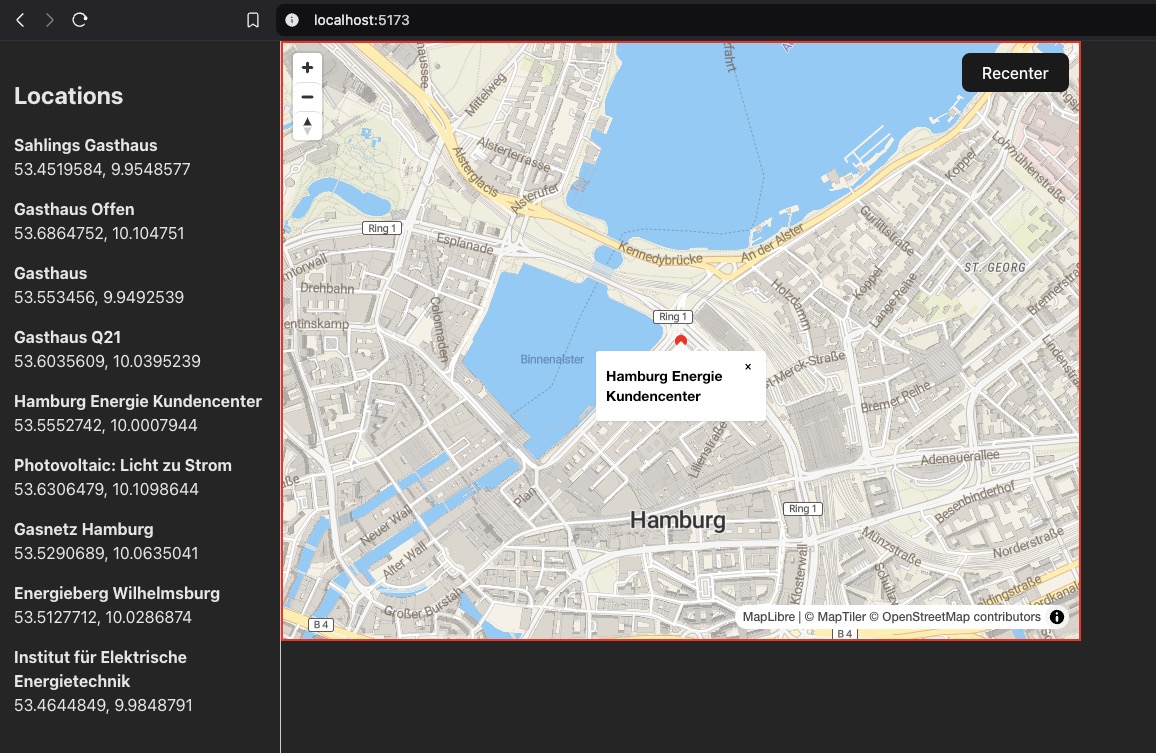 localhost:5173
Locations
Sahlings Gasthaus
53.4519584, 9.9548577
Gasthaus Offen
53.6864752, 10.104751
Gasthaus
53.553456, 9.9492539
Gasthaus Q21
53.6035609, 10.0395239
Hamburg Energie Kundencenter
53.5552742, 10.0007944
Photovoltaic: Licht zu Strom
53.6306479, 10.1098644
Gasnetz Hamburg
53.5290689, 10.0635041
Energieberg Wilhelmsburg
53.5127712, 10.0286874
Institut für Elektrische
Energietechnik
53.4644849, 9.9848791
Recenter
Mittelweg
Alsterterrasse
Alsterglacis
Alsterufer
Ring 1
Esplanade
Kennedybrücke
An der Alster
Koppel
Lohmühlenstraße
Gurlittstraße
ST. GEORG
Drehbahn
Colonnaden
Holzdamm
Koppel
Lange Reihe
Ring 1
Binnenalster
Hamburg Energie
Kundencenter
×
Bremer Reihe
Lilienstraße
Adenauerallee
Plan
Neuer Wall
Hamburg
Ring 1
Besenbinderhof
Alter Wall
Münzstraße
Norderstraße
Klosterwall
Großer Burstah
B 4
B 4
MapLibre | © MapTiler © OpenStreetMap contributors